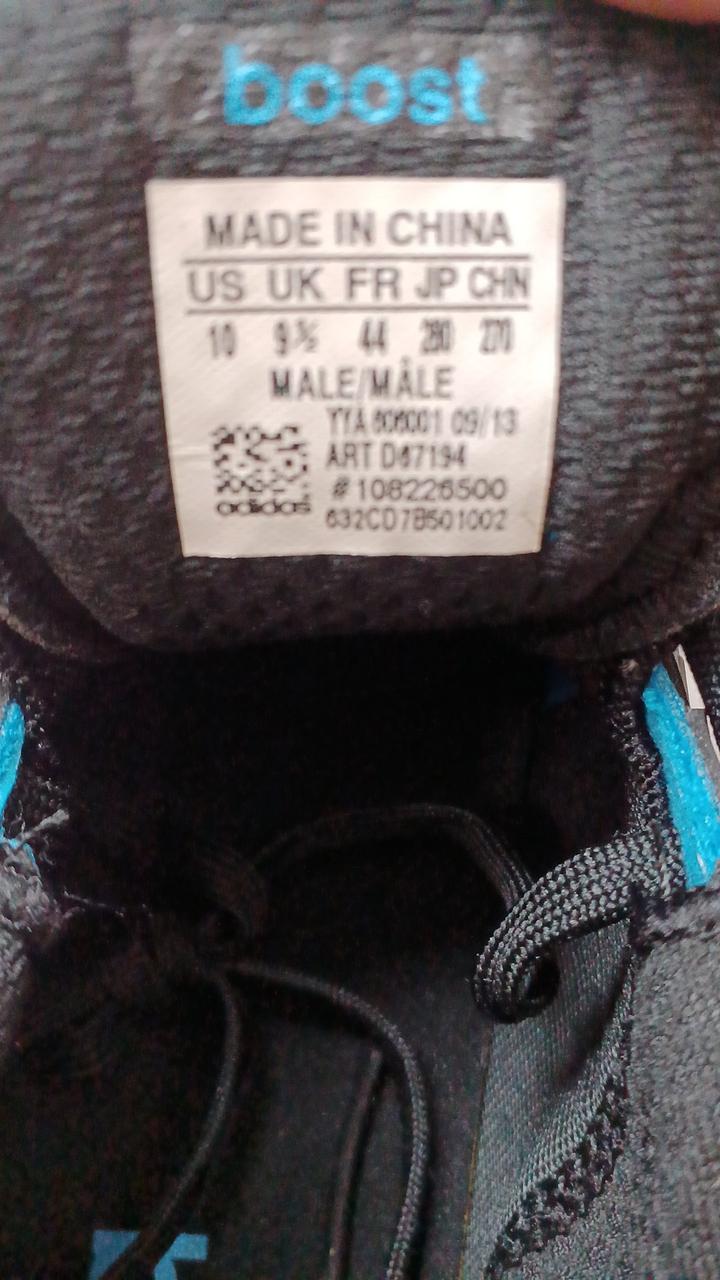 boost
MADE IN CHINA
US UK FR JP CHN
10 9½ 44 280 270
MALE/MÂLE
YYA 606001 09/13
ART D67194
#108226500
adidas
632CD7B501002